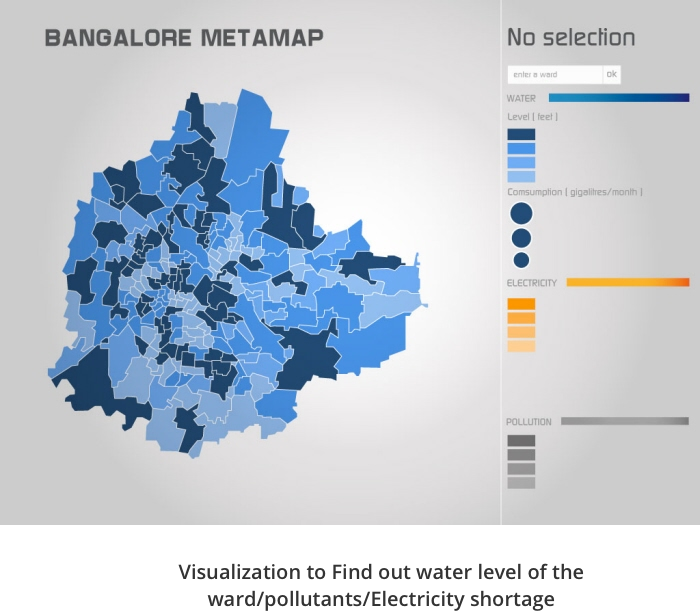 BANGALORE METAMAP
No selection
enter a ward ok
WATER
Level [ feet ]
Comsumption [ gigalitres/month ]
ELECTRICITY
POLLUTION
Visualization to Find out water level of the
ward/pollutants/Electricity shortage